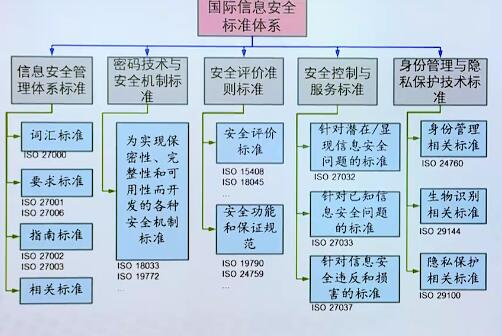 国际信息安全
标准体系
信息安全管
理体系标准
密码技术与
安全机制标
准
安全评价准
则标准
安全控制与
服务标准
身份管理与隐
私保护技术标
准
词汇标准
ISO 27000
要求标准
ISO 27001
ISO 27006
指南标准
ISO 27002
ISO 27003
相关标准
为实现保
密性、完
整性和可
用性而开
发的各种
安全机制
标准
ISO 18033
ISO 19772
...
安全评价
标准
ISO 15408
ISO 18045
...
安全功能
和保证规
范
ISO 19790
ISO 24759
...
针对潜在/显
现信息安全
问题的标准
ISO 27032
针对已知信
息安全问题
的标准
ISO 27033
针对信息安
全违反和损
害的标准
ISO 27037
身份管理
相关标准
ISO 24760
生物识别
相关标准
ISO 29144
隐私保护
相关标准
ISO 29100